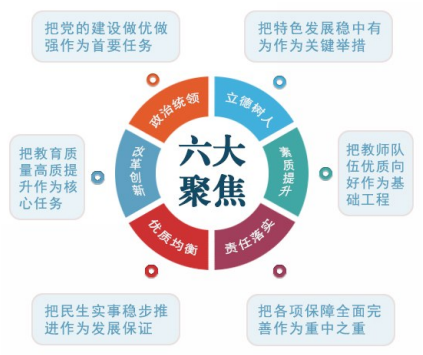 把党的建设做优做
强作为首要任务
把特色发展稳中有
为作为关键举措
政治统领
立德树人
把教育质
量高质提
升作为核
心任务
改革创新
六大
聚焦
素质提升
把教师队
伍优质向
好作为基
础工程
优质均衡
责任落实
把民生实事稳步推
进作为发展保证
把各项保障全面完
善作为重中之重